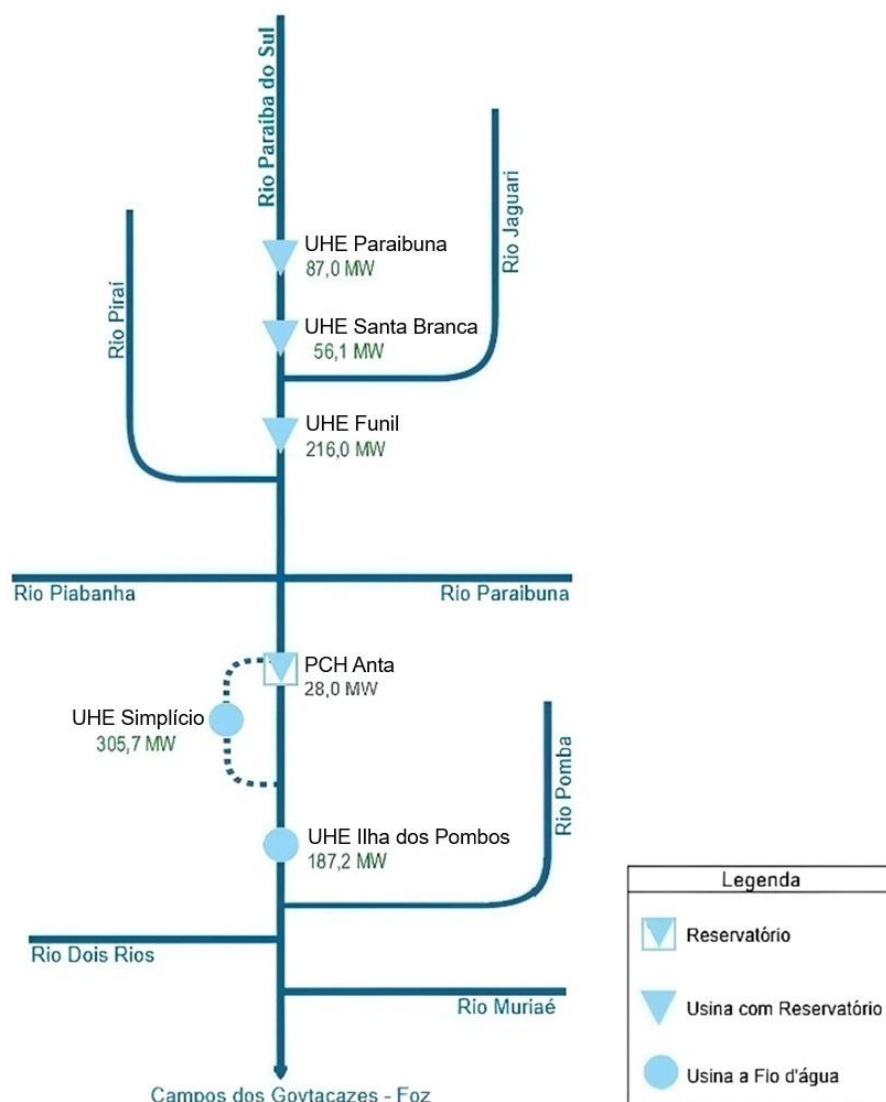 Rio Paraíba do Sul
Rio Jaguari
Rio Piraí
UHE Paraibuna
87,0 MW
UHE Santa Branca
56,1 MW
UHE Funil
216,0 MW
Rio Piabanha
Rio Paraibuna
PCH Anta
28,0 MW
UHE Simplício
305,7 MW
Rio Pomba
UHE Ilha dos Pombos
187,2 MW
Rio Dois Rios
Rio Muriaé
Campos dos Goytacazes - Foz
Legenda
Reservatório
Usina com Reservatório
Usina a Fio d'água